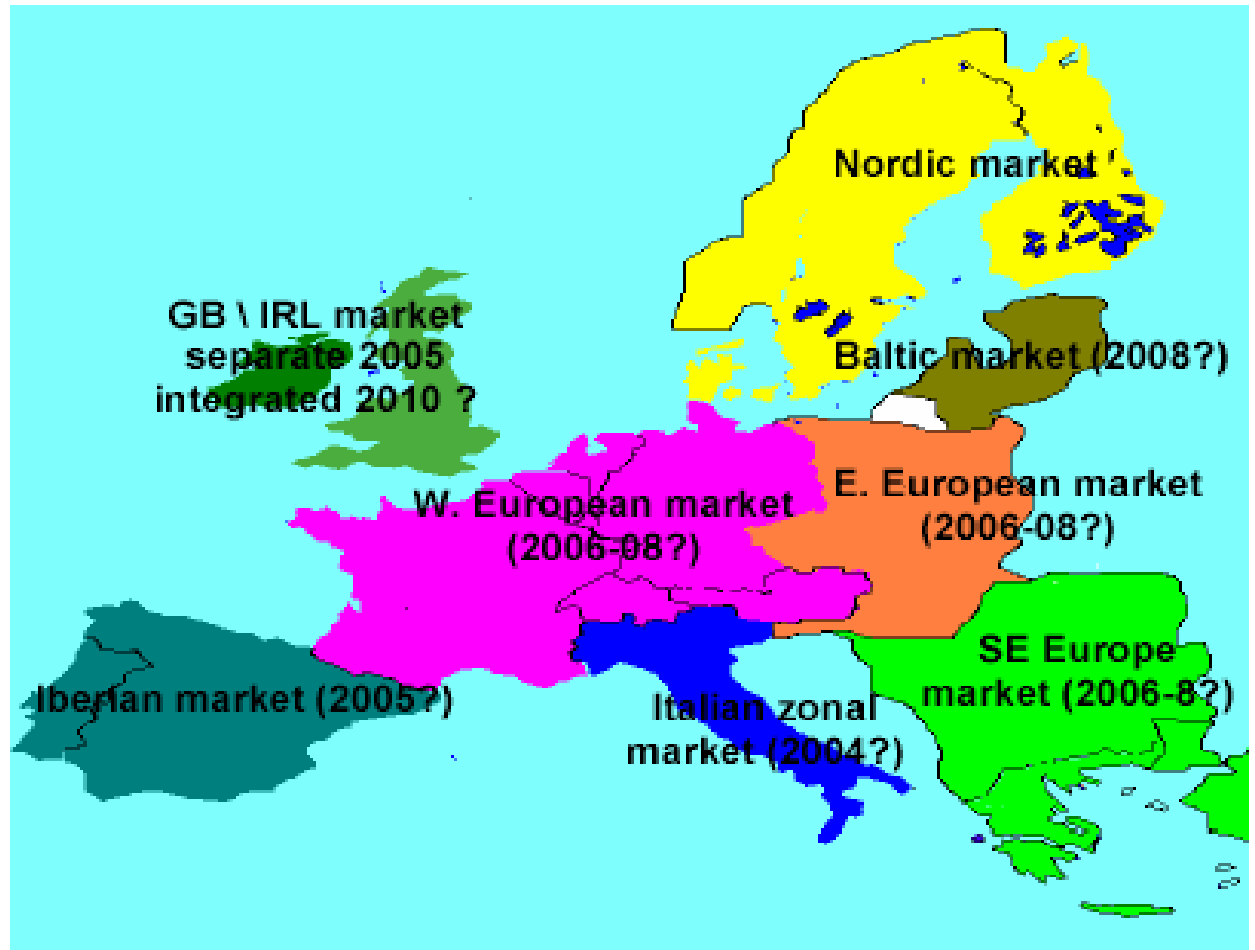 Nordic market
GB \ IRL market
separate 2005
integrated 2010 ?
Baltic market (2008?)
W. European market
(2006-08?)
E. European market
(2006-08?)
SE Europe
market (2006-8?)
Iberian market (2005?)
Italian zonal
market (2004?)